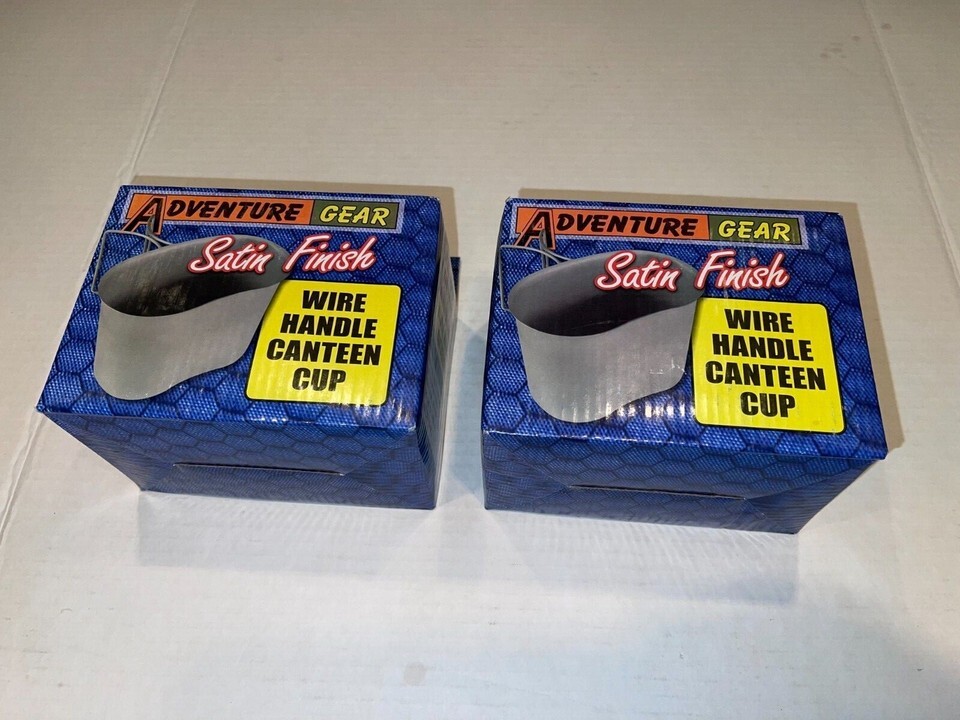 ADVENTURE GEAR
Satin Finish
WIRE
HANDLE
CANTEEN
CUP
ADVENTURE GEAR
Satin Finish
WIRE
HANDLE
CANTEEN
CUP